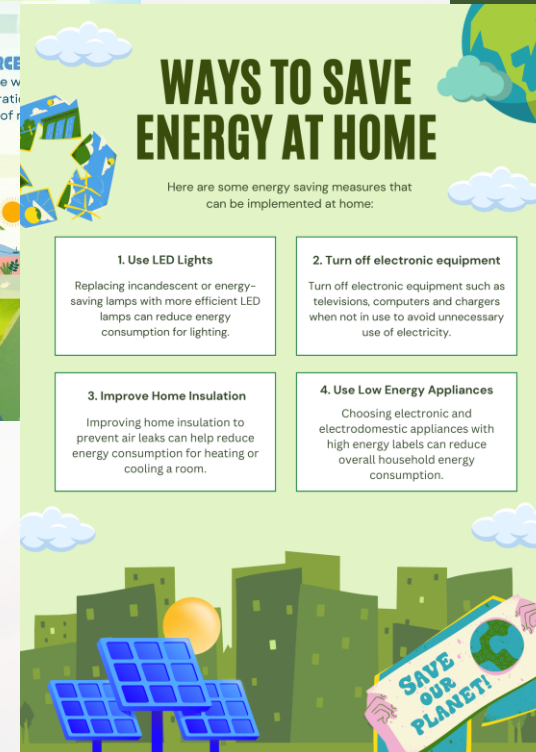 WAYS TO SAVE
ENERGY AT HOME
Here are some energy saving measures that
can be implemented at home:
1. Use LED Lights
Replacing incandescent or energy-
saving lamps with more efficient LED
lamps can reduce energy
consumption for lighting.
2. Turn off electronic equipment
Turn off electronic equipment such as
televisions, computers and chargers
when not in use to avoid unnecessary
use of electricity.
3. Improve Home Insulation
Improving home insulation to
prevent air leaks can help reduce
energy consumption for heating or
cooling a room.
4. Use Low Energy Appliances
Choosing electronic and
electrodomestic appliances with
high energy labels can reduce
overall household energy
consumption.
SAVE
OUR
PLANET!